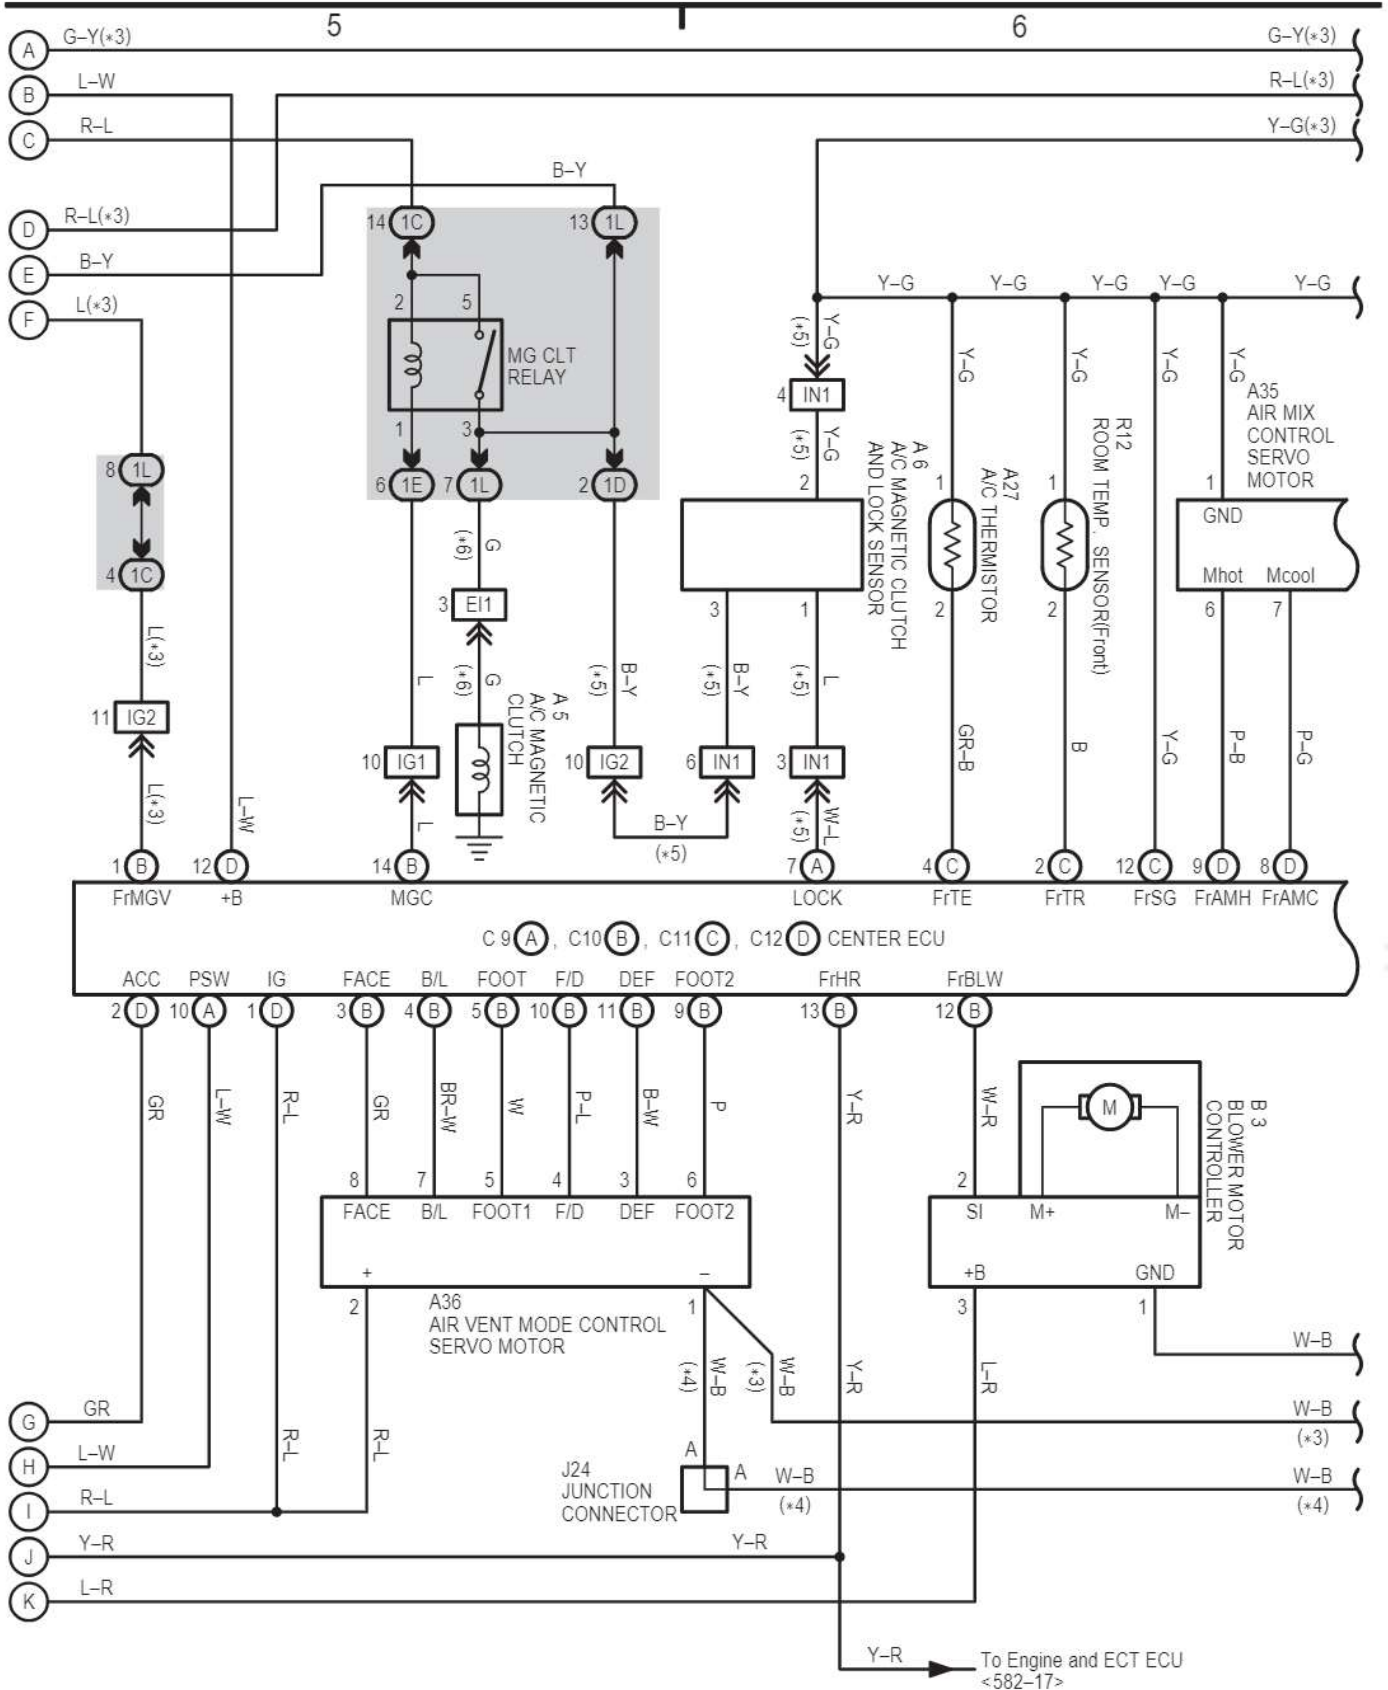 5 6
A G–Y(∗3) G–Y(∗3)
B L–W R–L(∗3)
C R–L Y–G(∗3)
B–Y
D R–L(∗3) 14 1C 13 1L
E B–Y
F L(∗3)
Y–G Y–G Y–G Y–G Y–G
2 5
MG CLT
RELAY
1 3
Y–G
(∗5)
4 IN1
Y–G
(∗5)
2
Y–G Y–G Y–G Y–G
A35
AIR MIX
CONTROL
SERVO
MOTOR
8 1L
6 1E 7 1L 2 1D
4 1C
A 6
A/C MAGNETIC CLUTCH
AND LOCK SENSOR
1
A27
A/C THERMISTOR
1
R12
ROOM TEMP. SENSOR(Front)
1
GND
Mhot Mcool
G
(∗6)
3 EI1
3 1 2 2 6 7
L(∗3)
11 IG2
L(∗3)
L–W
L
10 IG1
L
G
(∗6)
A 5
A/C MAGNETIC
CLUTCH
B–Y
(∗5)
10 IG2
B–Y
(∗5)
6 IN1
B–Y
(∗5)
L
(∗5)
3 IN1
W–L
(∗5)
GR–B B Y–G P–B P–G
1 B 12 D 14 B 7 A 4 C 2 C 12 C 9 D 8 D
FrMGV +B MGC LOCK FrTE FrTR FrSG FrAMH FrAMC
C 9 A , C10 B , C11 C , C12 D CENTER ECU
ACC PSW IG FACE B/L FOOT F/D DEF FOOT2 FrHR FrBLW
2 D 10 A 1 D 3 B 4 B 5 B 10 B 11 B 9 B 13 B 12 B
GR L–W R–L GR BR–W W P–L B–W P Y–R W–R
M
B 3
BLOWER MOTOR
CONTROLLER
8 7 5 4 3 6 2
FACE B/L FOOT1 F/D DEF FOOT2 SI M+ M–
+ – +B GND
2 1 3 1
A36
AIR VENT MODE CONTROL
SERVO MOTOR
W–B
(∗4)
W–B
(∗3)
Y–R
L–R
W–B
G GR
W–B
(∗3)
R–L R–L
H L–W
J24
JUNCTION
CONNECTOR
A
A
W–B
(∗4)
W–B
(∗4)
I R–L
J Y–R Y–R
K L–R
Y–R To Engine and ECT ECU
<582–17>